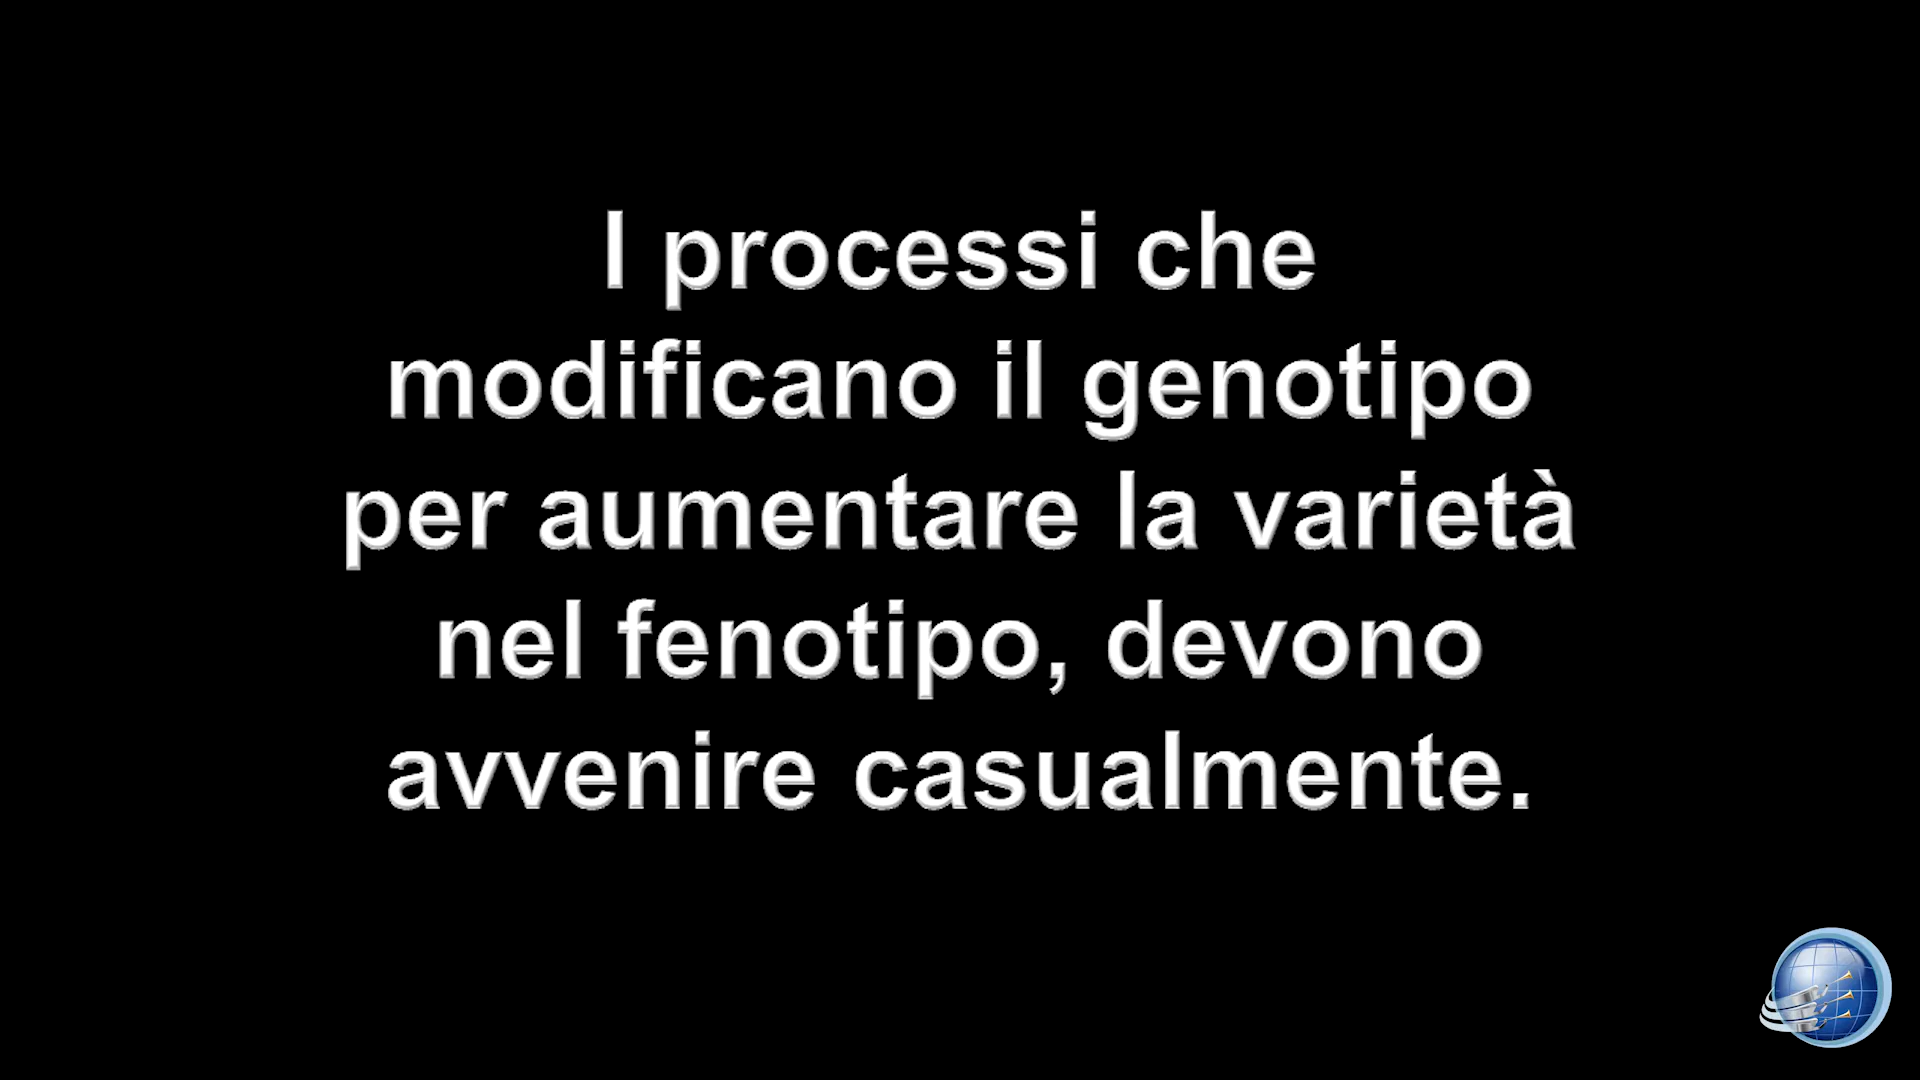 I processi che
modificano il genotipo
per aumentare la varietà
nel fenotipo, devono
avvenire casualmente.